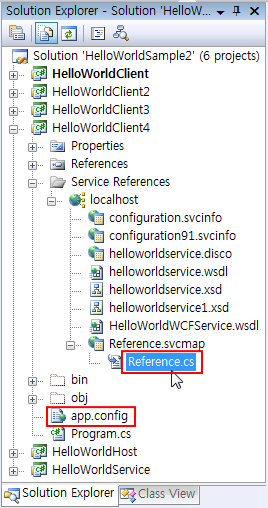 Solution Explorer - Solution 'HelloW...
Solution 'HelloWorldSample2' (6 projects)
HelloWorldClient
HelloWorldClient2
HelloWorldClient3
HelloWorldClient4
Properties
References
Service References
localhost
configuration.svcinfo
configuration91.svcinfo
helloworldservice.disco
helloworldservice.wsdl
helloworldservice.xsd
helloworldservice1.xsd
HelloWorldWCFService.wsdl
Reference.svcmap
Reference.cs
bin
obj
app.config
Program.cs
HelloWorldHost
HelloWorldService
Solution Explorer Class View